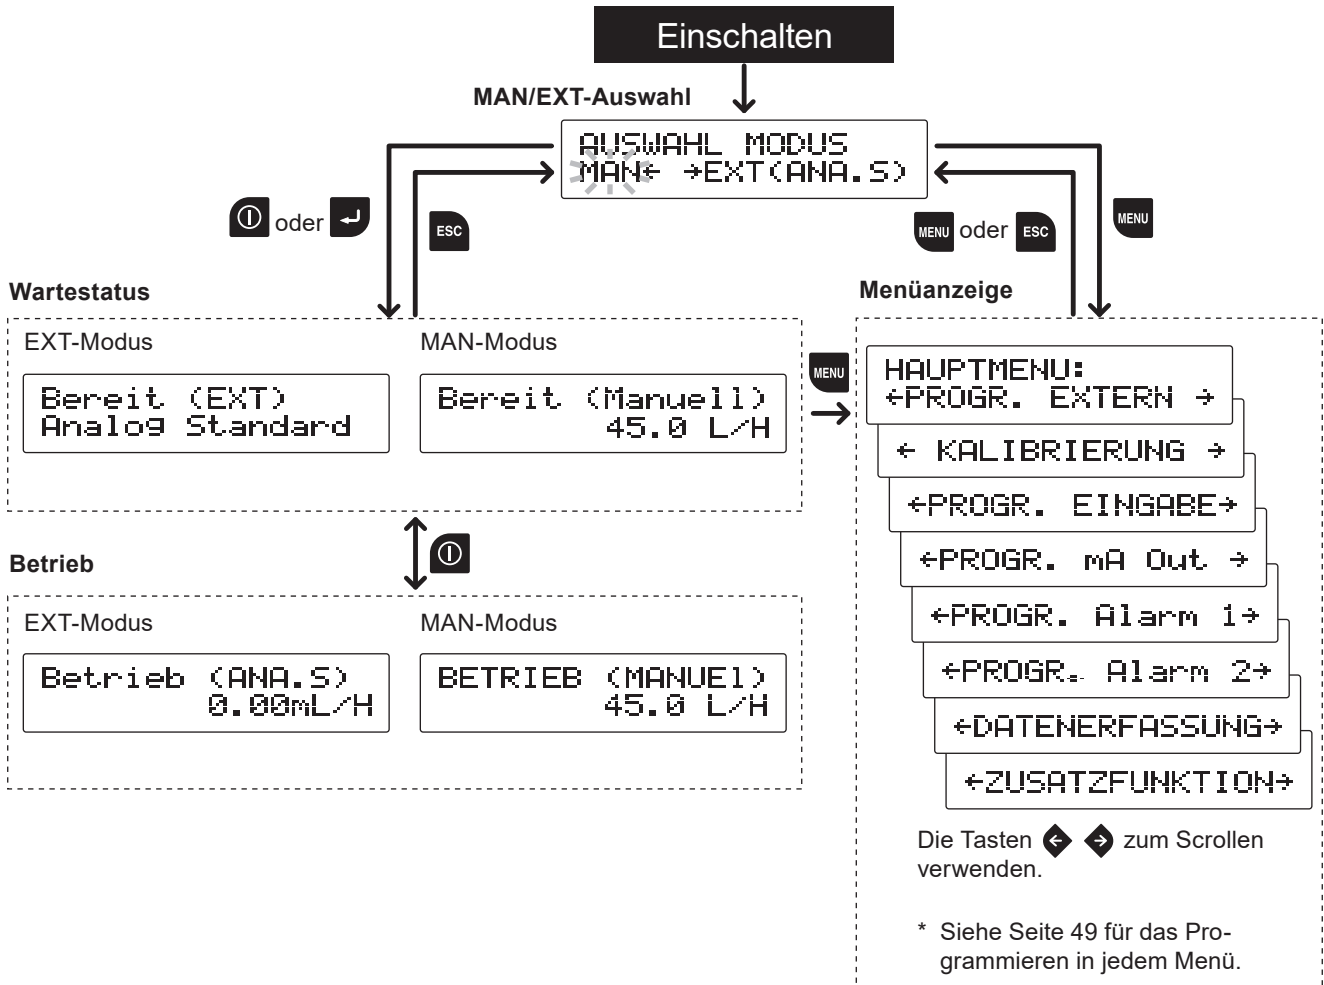 Einschalten
MAN/EXT-Auswahl
AUSWAHL MODUS
MAN← →EXT(ANA.S)
oder
ESC
MENU oder ESC
MENU
Wartestatus
EXT-Modus
Bereit (EXT)
Analog Standard
MAN-Modus
Bereit (Manuell)
45.0 L/H
MENU
Betrieb
EXT-Modus
Betrieb (ANA.S)
0.00mL/H
MAN-Modus
BETRIEB (MANUEl)
45.0 L/H
Menüanzeige
HAUPTMENU:
←PROGR. EXTERN →
← KALIBRIERUNG →
←PROGR. EINGABE→
←PROGR. mA Out →
←PROGR. Alarm 1→
←PROGR. Alarm 2→
←DATENERFASSUNG→
←ZUSATZFUNKTION→
Die Tasten ← → zum Scrollen
verwenden.
* Siehe Seite 49 für das Pro-
grammieren in jedem Menü.